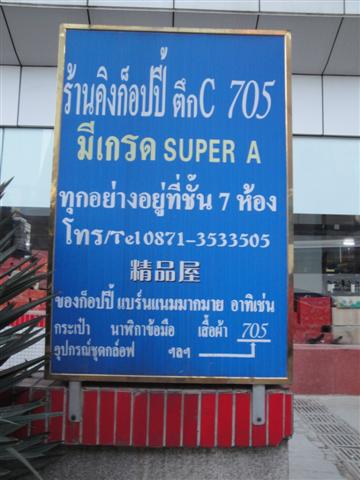 ร้านคิงก็อปปี้ ตึกC 705
มีเกรด SUPER A
ทุกอย่างอยู่ที่ชั้น 7 ห้อง
โทร/Tel 0871-3533505
精品屋
ของก็อปปี้ แบร์นแนมมากมาย อาทิเช่น
กระเป๋า นาฬิกาข้อมือ เสื้อผ้า 705
อุปกรณ์ชุดกล็อฟ ฯลฯ